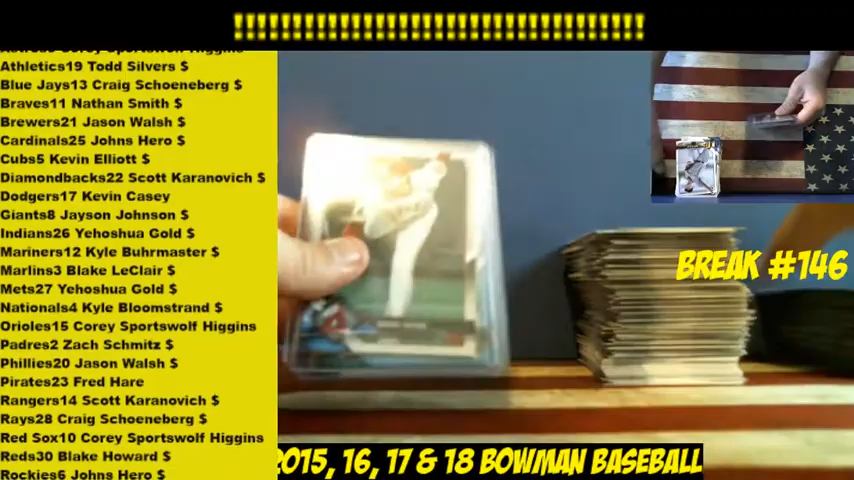 !!!!!!!!!!!!!!!!!!!!!!!!!!!!!!!!!!!!!!!!!!!!
Corey Sportswolf Higgins
Athletics19 Todd Silvers $
Blue Jays13 Craig Schoeneberg $
Braves11 Nathan Smith $
Brewers21 Jason Walsh $
Cardinals25 Johns Hero $
Cubs5 Kevin Elliott $
Diamondbacks22 Scott Karanovich $
Dodgers17 Kevin Casey
Giants8 Jayson Johnson $
Indians26 Yehoshua Gold $
Mariners12 Kyle Buhrmaster $
Marlins3 Blake LeClair $
Mets27 Yehoshua Gold $
Nationals4 Kyle Bloomstrand $
Orioles15 Corey Sportswolf Higgins
Padres2 Zach Schmitz $
Phillies20 Jason Walsh $
Pirates23 Fred Hare
Rangers14 Scott Karanovich $
Rays28 Craig Schoeneberg $
Red Sox10 Corey Sportswolf Higgins
Reds30 Blake Howard $
Rockies6 Johns Hero $
BREAK #146
2015, 16, 17 & 18 BOWMAN BASEBALL